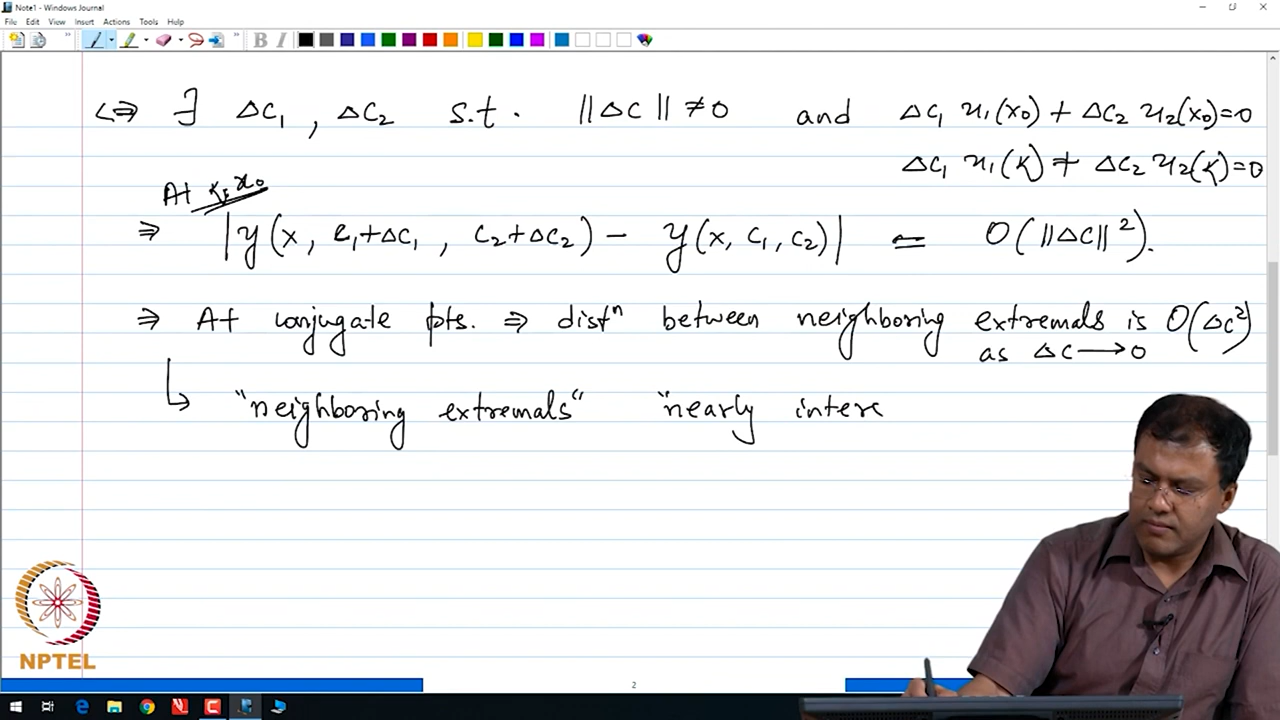 Note1 - Windows Journal
File Edit View Insert Actions Tools Help
B I
<=> ∃ ΔC₁ , ΔC₂ s.t. ||ΔC|| ≠ 0 and ΔC₁ u₁(x₀) + ΔC₂ u₂(x₀)=0
ΔC₁ u₁(κ) + ΔC₂ u₂(κ)=0
At κ, x₀
⇒ |y(x, C₁+ΔC₁ , C₂+ΔC₂) - y(x, C₁, C₂)| = O(||ΔC||²).
⇒ At conjugate pts. ⇒ distⁿ between neighboring extremals is O(ΔC²)
as ΔC → 0
↳ "neighboring extremals" "nearly interc
NPTEL
2